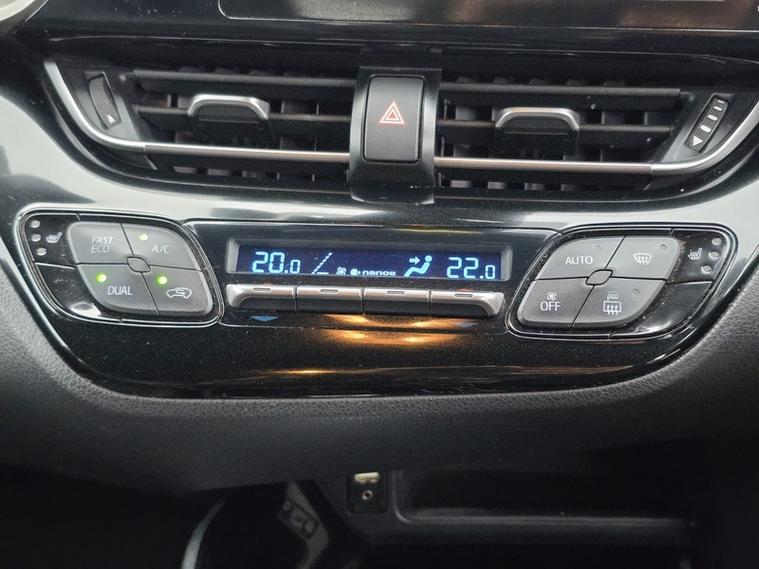 FAST
ECO
A/C
DUAL
20.0
nanoe
22.0
AUTO
OFF